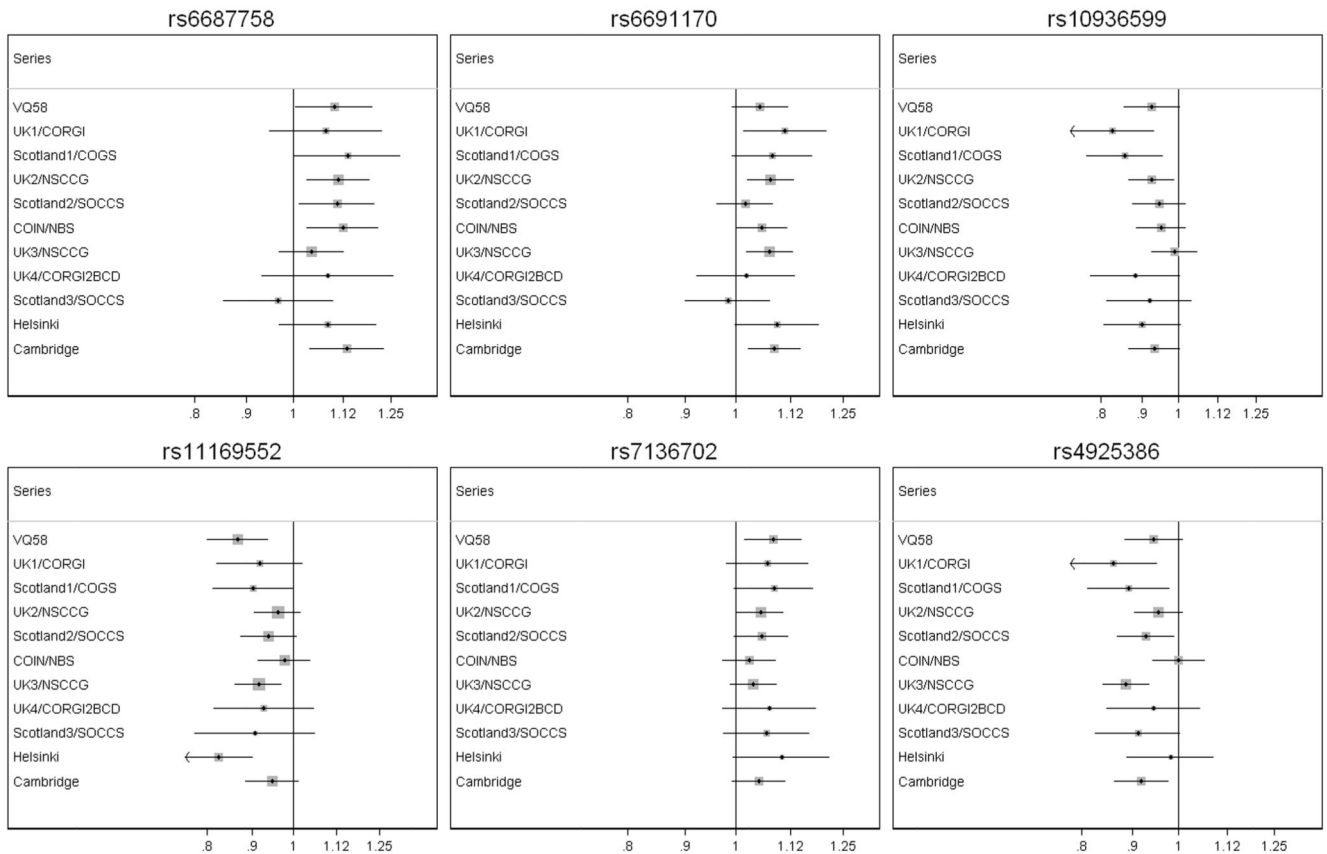 rs6687758
Series
VQ58
UK1/CORGI
Scotland1/COGS
UK2/NSCCG
Scotland2/SOCCS
COIN/NBS
UK3/NSCCG
UK4/CORGI2BCD
Scotland3/SOCCS
Helsinki
Cambridge
.8 .9 1 1.12 1.25
rs6691170
Series
VQ58
UK1/CORGI
Scotland1/COGS
UK2/NSCCG
Scotland2/SOCCS
COIN/NBS
UK3/NSCCG
UK4/CORGI2BCD
Scotland3/SOCCS
Helsinki
Cambridge
.8 .9 1 1.12 1.25
rs10936599
Series
VQ58
UK1/CORGI
Scotland1/COGS
UK2/NSCCG
Scotland2/SOCCS
COIN/NBS
UK3/NSCCG
UK4/CORGI2BCD
Scotland3/SOCCS
Helsinki
Cambridge
.8 .9 1 1.12 1.25
rs11169552
Series
VQ58
UK1/CORGI
Scotland1/COGS
UK2/NSCCG
Scotland2/SOCCS
COIN/NBS
UK3/NSCCG
UK4/CORGI2BCD
Scotland3/SOCCS
Helsinki
Cambridge
.8 .9 1 1.12 1.25
rs7136702
Series
VQ58
UK1/CORGI
Scotland1/COGS
UK2/NSCCG
Scotland2/SOCCS
COIN/NBS
UK3/NSCCG
UK4/CORGI2BCD
Scotland3/SOCCS
Helsinki
Cambridge
.8 .9 1 1.12 1.25
rs4925386
Series
VQ58
UK1/CORGI
Scotland1/COGS
UK2/NSCCG
Scotland2/SOCCS
COIN/NBS
UK3/NSCCG
UK4/CORGI2BCD
Scotland3/SOCCS
Helsinki
Cambridge
.8 .9 1 1.12 1.25